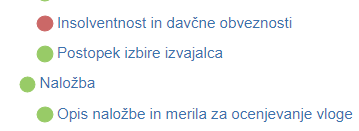 Insolventnost in davčne obveznosti
Postopek izbire izvajalca
Naložba
Opis naložbe in merila za ocenjevanje vloge